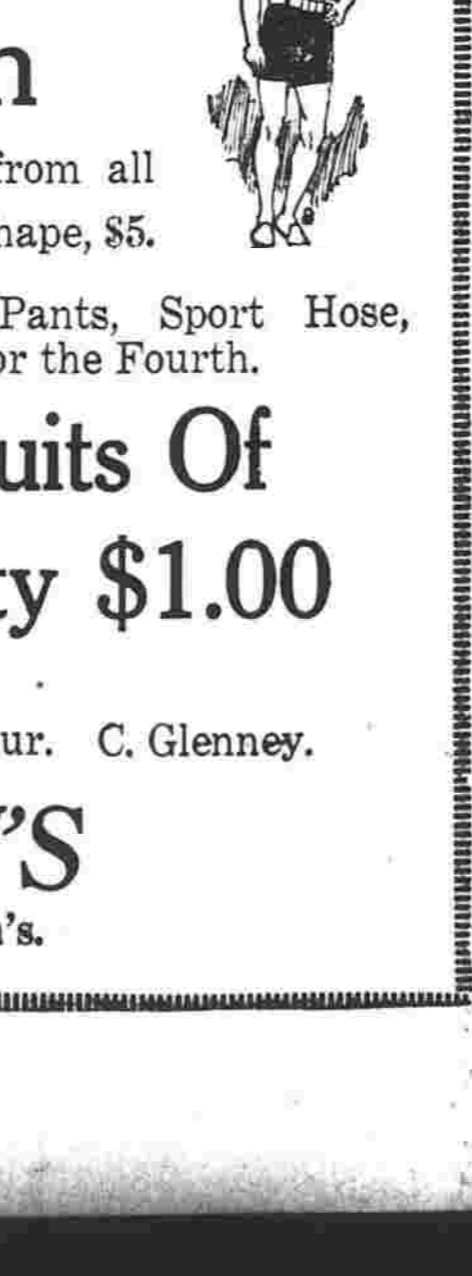 n
from all
hape, $5.
Pants, Sport Hose,
or the Fourth.
uits Of
ty $1.00
ur. C. Glenney.
'S
n's.